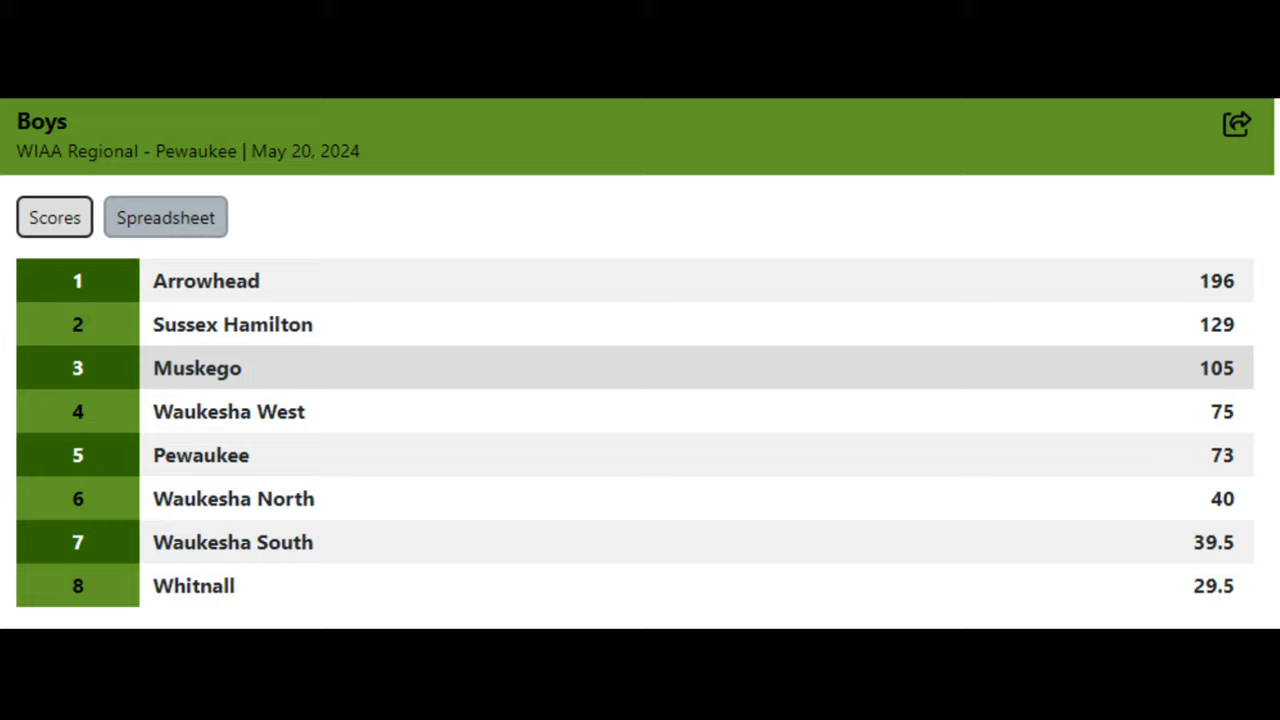 Boys
WIAA Regional - Pewaukee | May 20, 2024
Scores Spreadsheet
1 Arrowhead 196
2 Sussex Hamilton 129
3 Muskego 105
4 Waukesha West 75
5 Pewaukee 73
6 Waukesha North 40
7 Waukesha South 39.5
8 Whitnall 29.5